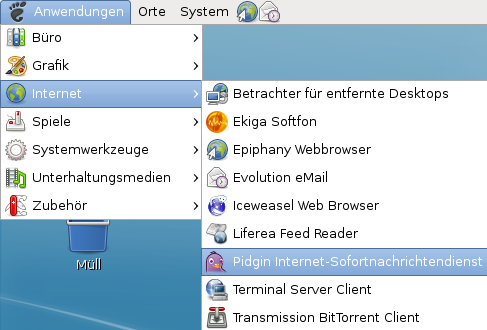 Anwendungen Orte System
Büro
Grafik
Internet
Spiele
Systemwerkzeuge
Unterhaltungsmedien
Zubehör
Betrachter für entfernte Desktops
Ekiga Softfon
Epiphany Webbrowser
Evolution eMail
Iceweasel Web Browser
Liferea Feed Reader
Pidgin Internet-Sofortnachrichtendienst
Terminal Server Client
Transmission BitTorrent Client
Müll